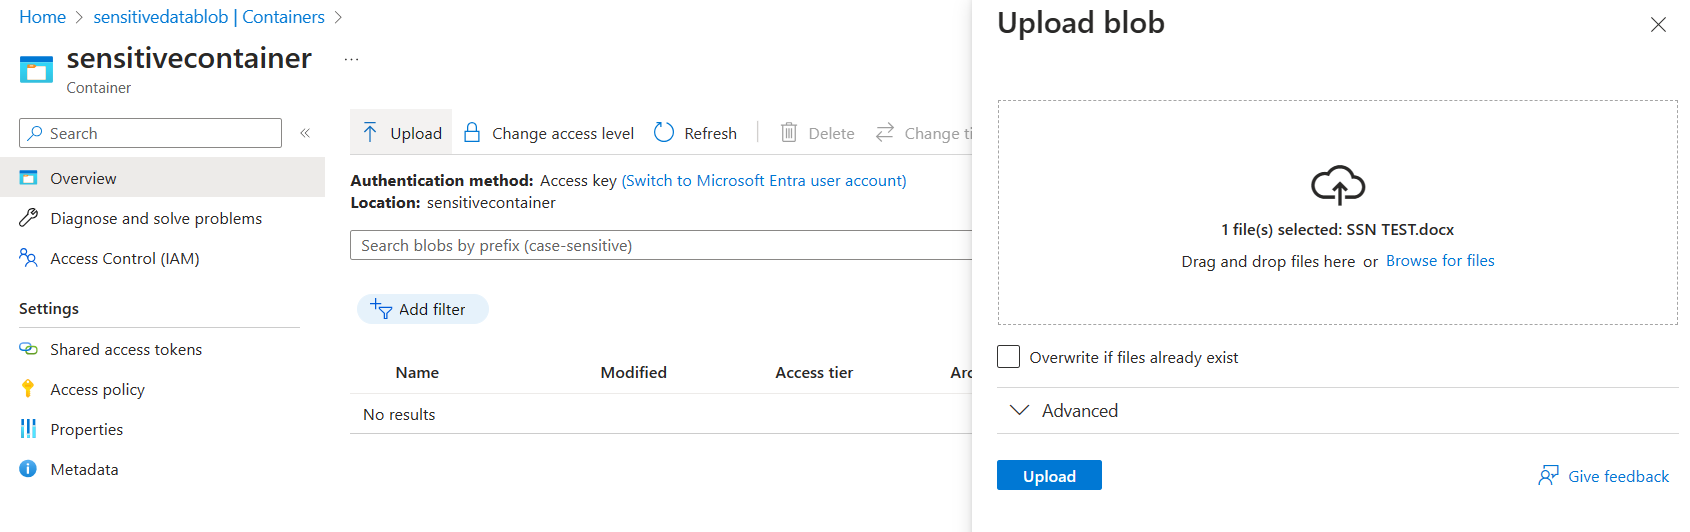 Home > sensitivedatablob | Containers >
sensitivecontainer ...
Container
Search
«
Overview
Diagnose and solve problems
Access Control (IAM)
Settings
Shared access tokens
Access policy
Properties
Metadata
Upload
Change access level
Refresh
Delete
Change ti
Authentication method: Access key (Switch to Microsoft Entra user account)
Location: sensitivecontainer
Search blobs by prefix (case-sensitive)
Add filter
Name Modified Access tier Arc
No results
Upload blob
1 file(s) selected: SSN TEST.docx
Drag and drop files here or Browse for files
Overwrite if files already exist
Advanced
Upload
Give feedback